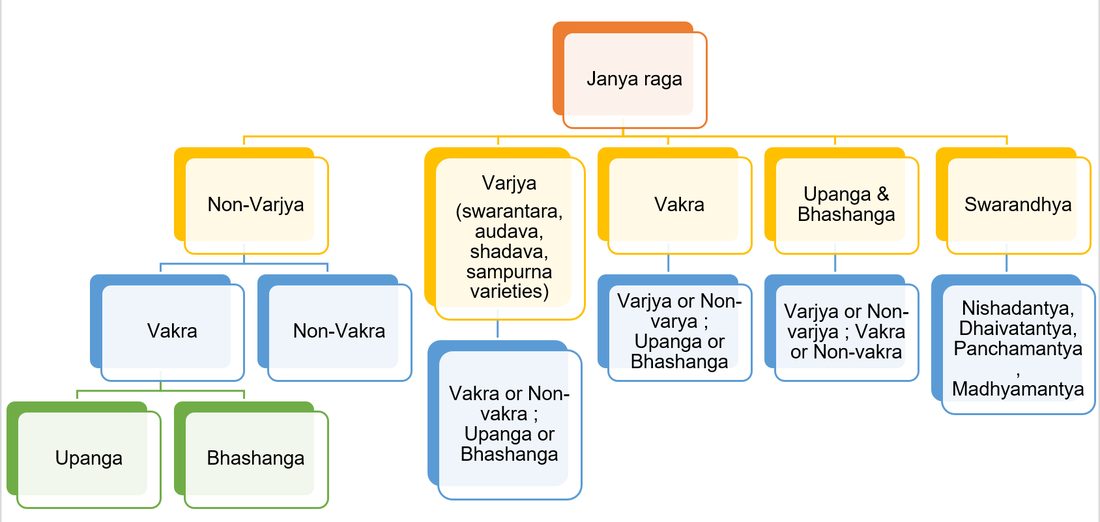 Janya raga
Non-Varjya
Varjya
(swarantara,
audava,
shadava,
sampurna
varieties)
Vakra
Upanga &
Bhashanga
Swarandhya
Vakra
Non-Vakra
Vakra or Non-
vakra ;
Upanga or
Bhashanga
Varjya or Non-
varya ;
Upanga or
Bhashanga
Varjya or Non-
varjya ; Vakra
or Non-vakra
Nishadantya,
Dhaivatantya,
Panchamantya
,
Madhyamantya
Upanga
Bhashanga